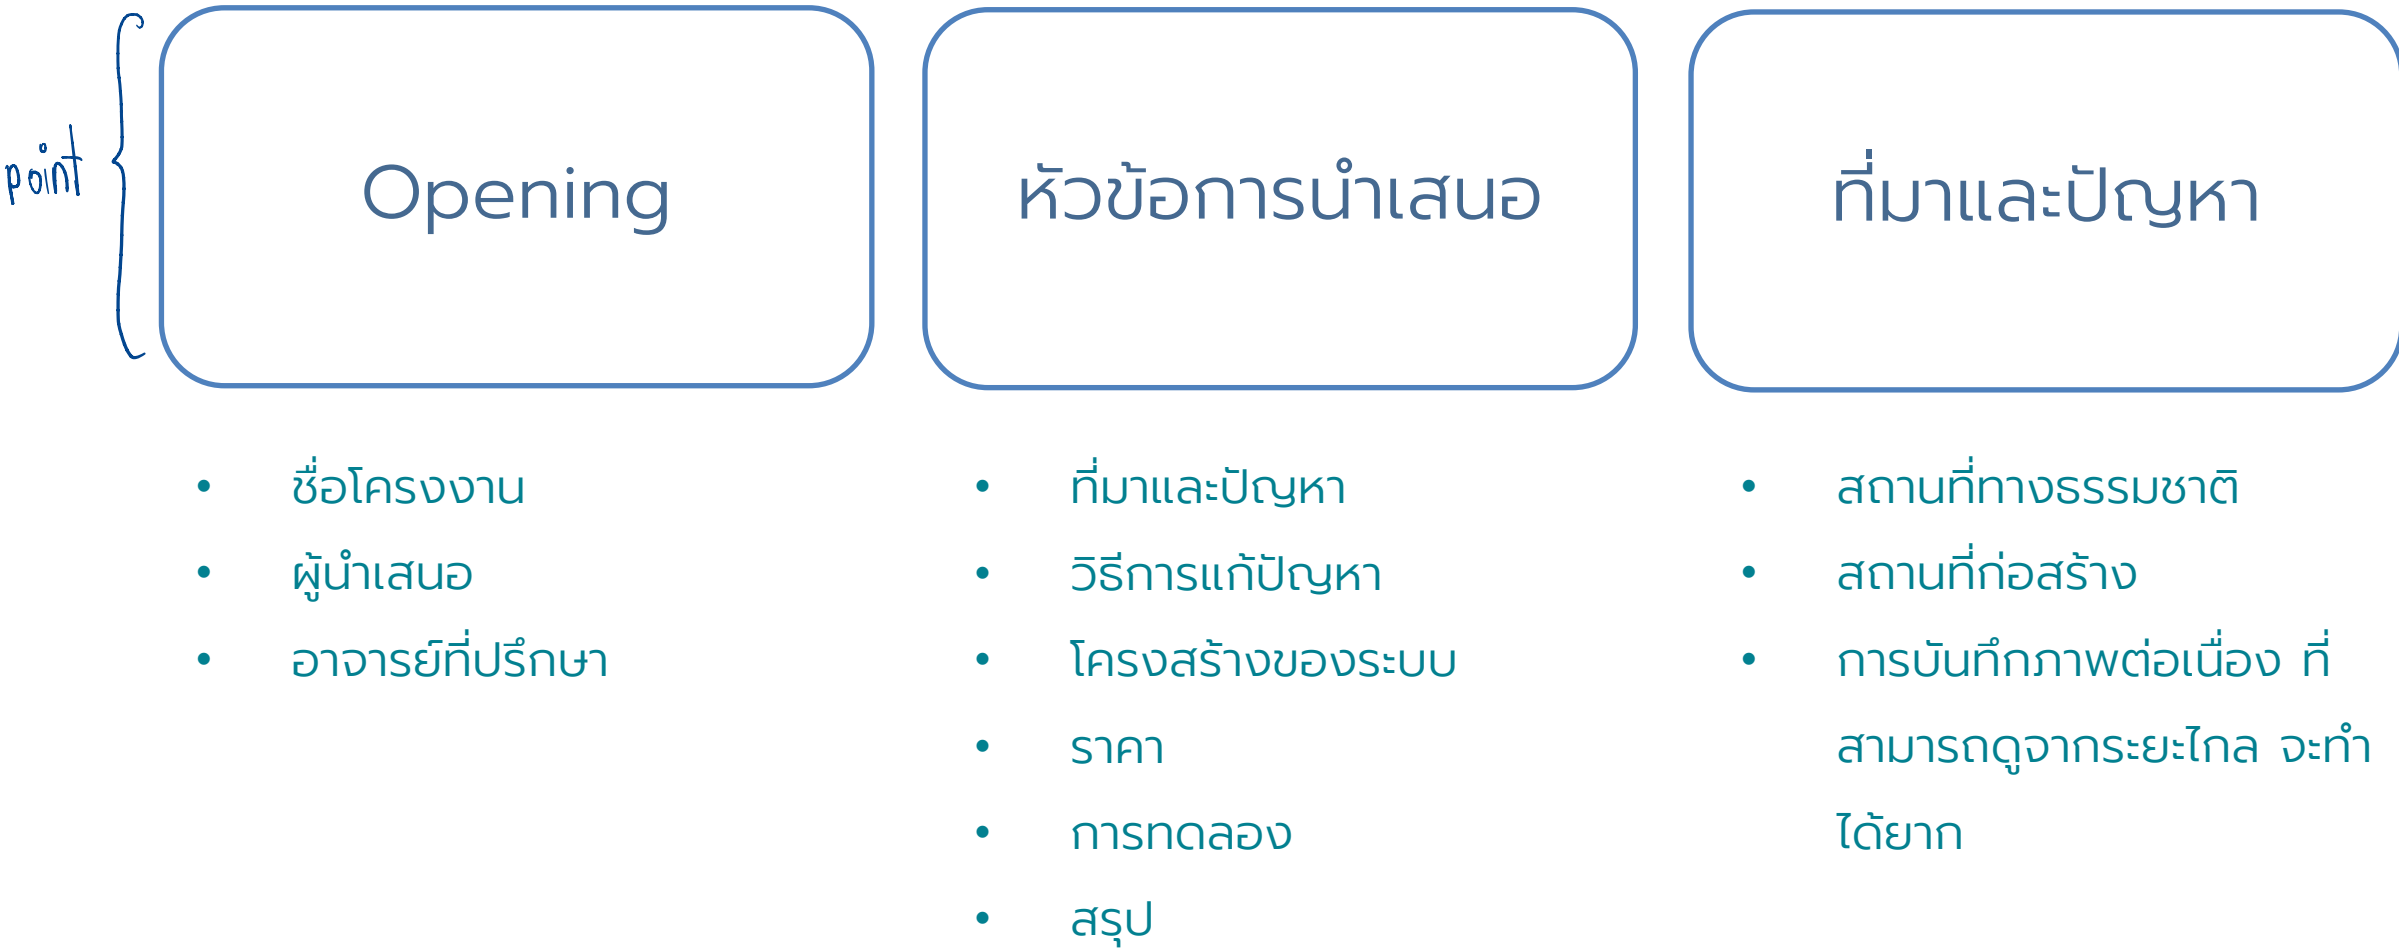 point
Opening
• ชื่อโครงงาน
• ผู้นำเสนอ
• อาจารย์ที่ปรึกษา
หัวข้อการนำเสนอ
• ที่มาและปัญหา
• วิธีการแก้ปัญหา
• โครงสร้างของระบบ
• ราคา
• การทดลอง
• สรุป
ที่มาและปัญหา
• สถานที่ทางธรรมชาติ
• สถานที่ก่อสร้าง
• การบันทึกภาพต่อเนื่อง ที่
สามารถดูจากระยะไกล จะทำ
ได้ยาก